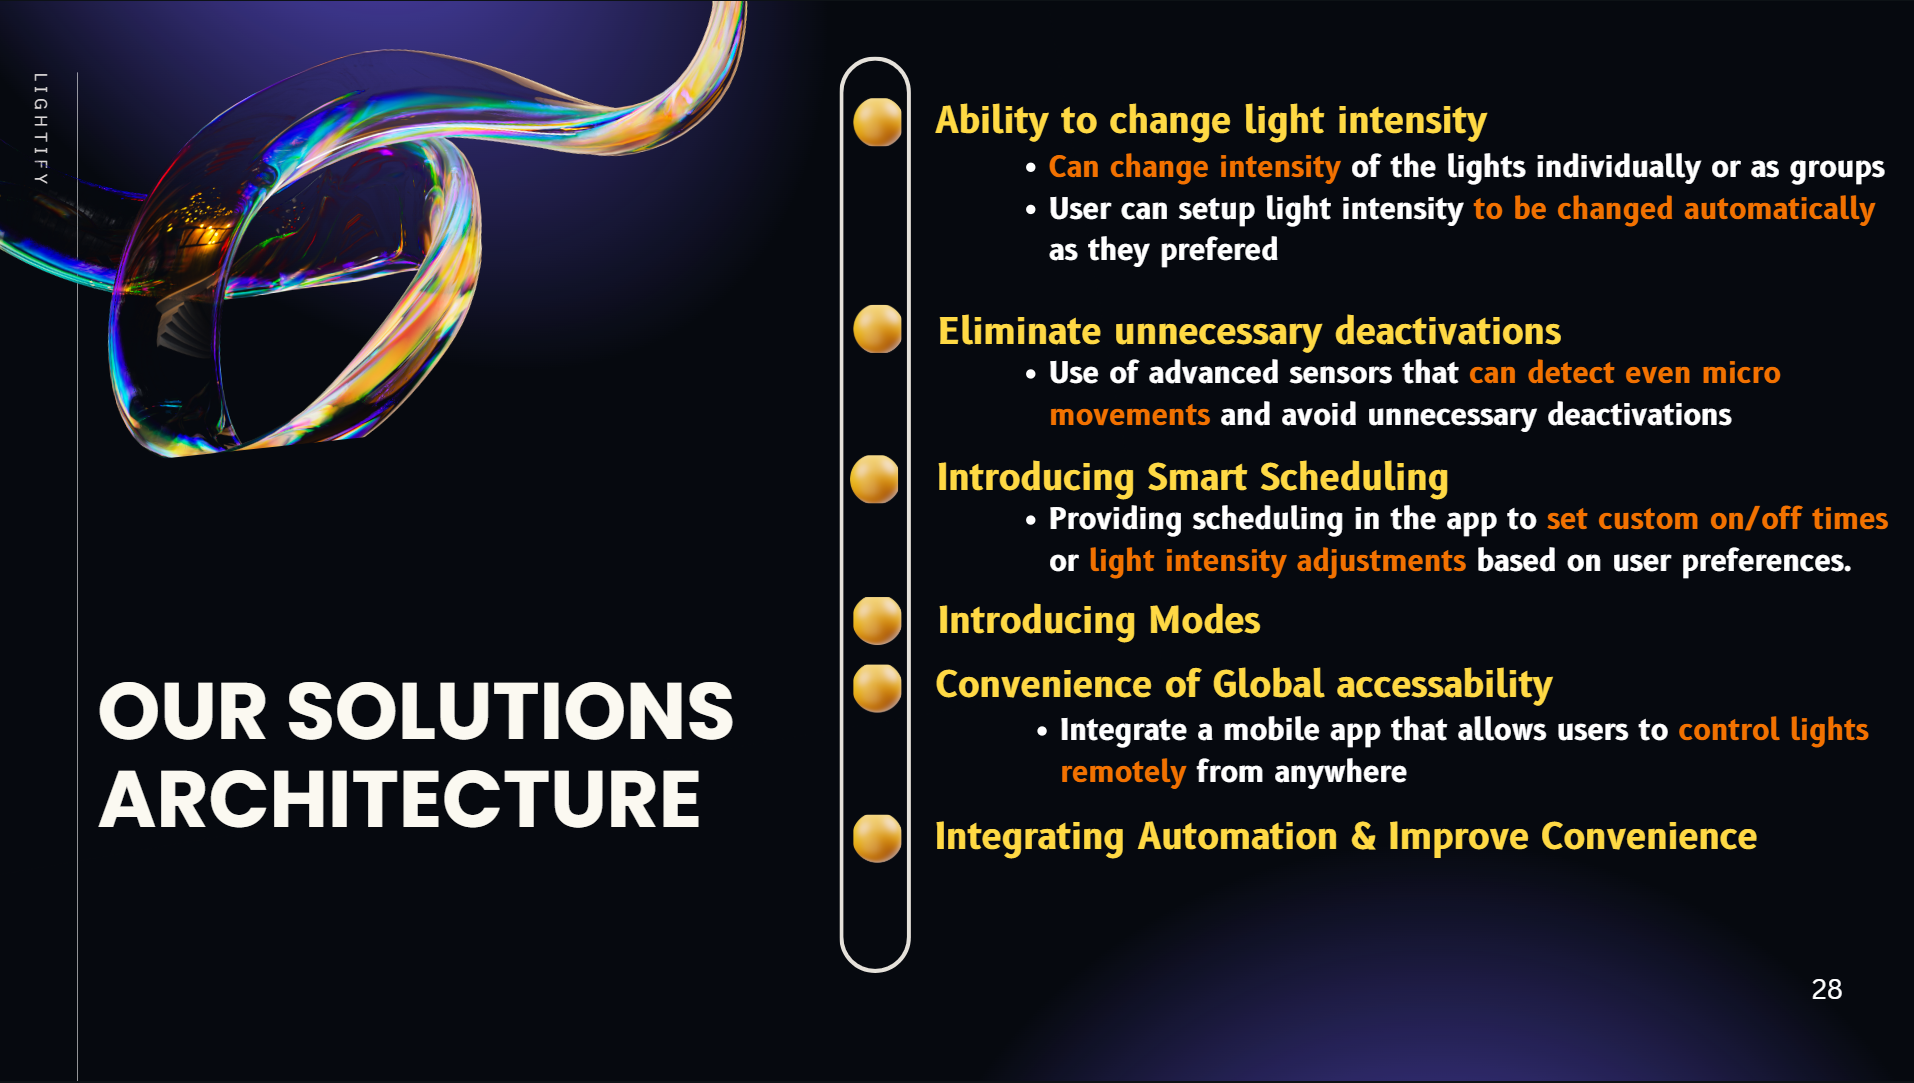 LIGHTIFY
OUR SOLUTIONS
ARCHITECTURE
Ability to change light intensity
• Can change intensity of the lights individually or as groups
• User can setup light intensity to be changed automatically
as they prefered
Eliminate unnecessary deactivations
• Use of advanced sensors that can detect even micro
movements and avoid unnecessary deactivations
Introducing Smart Scheduling
• Providing scheduling in the app to set custom on/off times
or light intensity adjustments based on user preferences.
Introducing Modes
Convenience of Global accessability
• Integrate a mobile app that allows users to control lights
remotely from anywhere
Integrating Automation & Improve Convenience
28